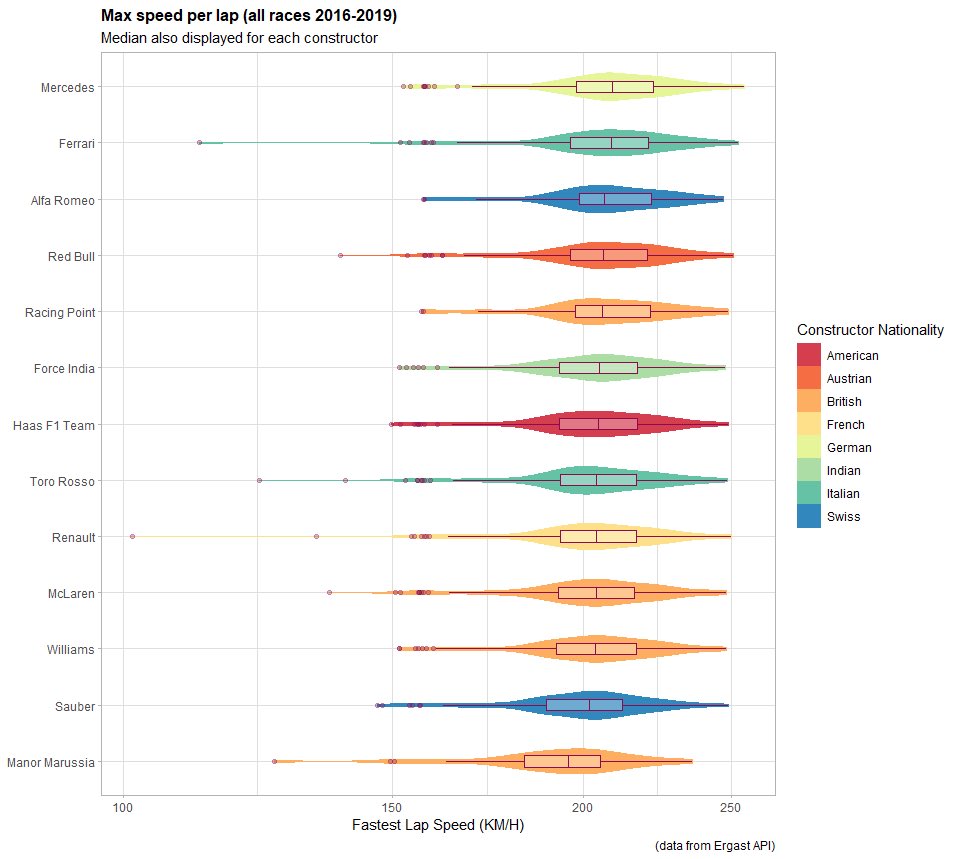 Max speed per lap (all races 2016-2019)
Median also displayed for each constructor
Mercedes
Ferrari
Alfa Romeo
Red Bull
Racing Point
Force India
Haas F1 Team
Toro Rosso
Renault
McLaren
Williams
Sauber
Manor Marussia
100 150 200 250
Fastest Lap Speed (KM/H)
(data from Ergast API)
Constructor Nationality
American
Austrian
British
French
German
Indian
Italian
Swiss